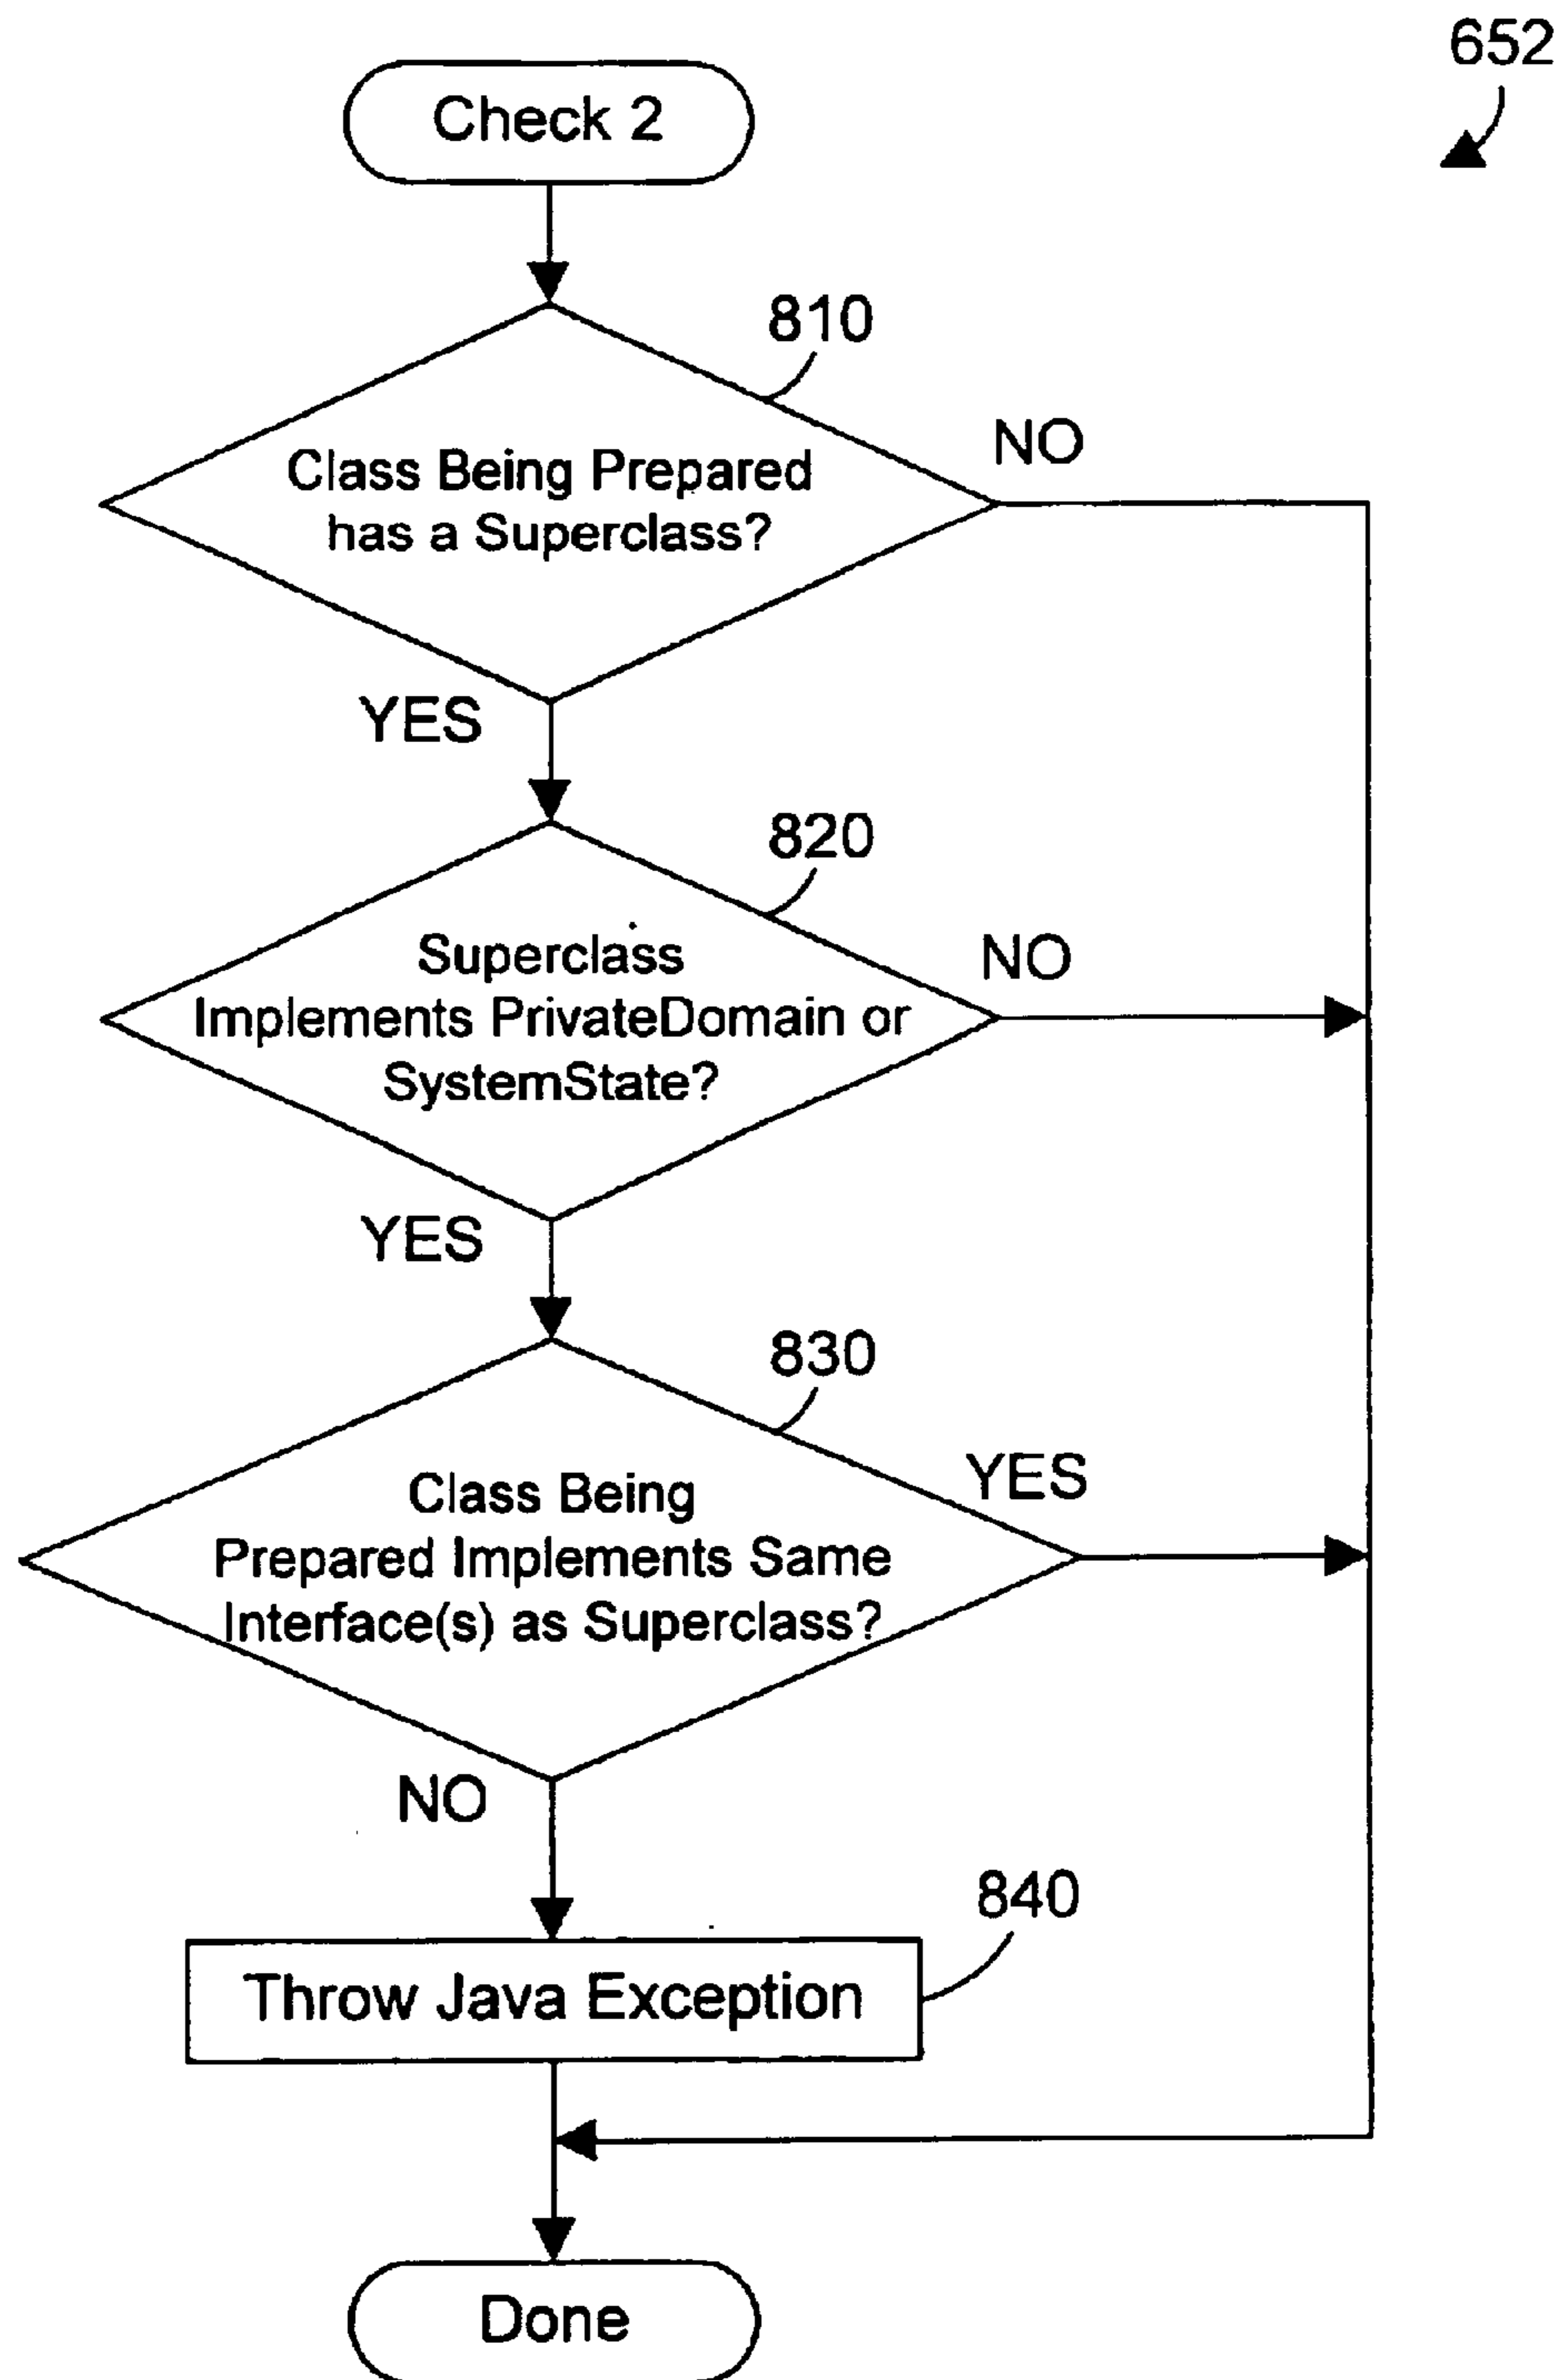 652
Check 2
810
Class Being Prepared
has a Superclass?
NO
YES
820
Superclass
Implements PrivateDomain or
SystemState?
NO
YES
830
Class Being
Prepared Implements Same
Interface(s) as Superclass?
YES
NO
840
Throw Java Exception
Done